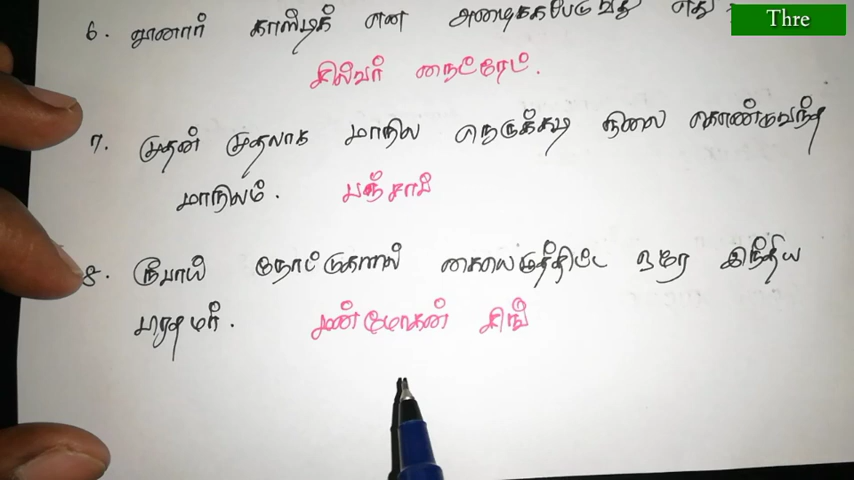 Thre
6. லூனார் காஸ்டிக் என அழைக்கப்படுவது எது
சில்வர் நைட்ரேட்.
7. முதன் முதலாக மாநில நெருக்கடி நிலை கொண்டுவந்த
மாநிலம். பஞ்சாப்
8. ரூபாய் நோட்டுகளில் கையெழுத்திட்ட ஒரே இந்திய
பிரதமர். மன்மோகன் சிங்